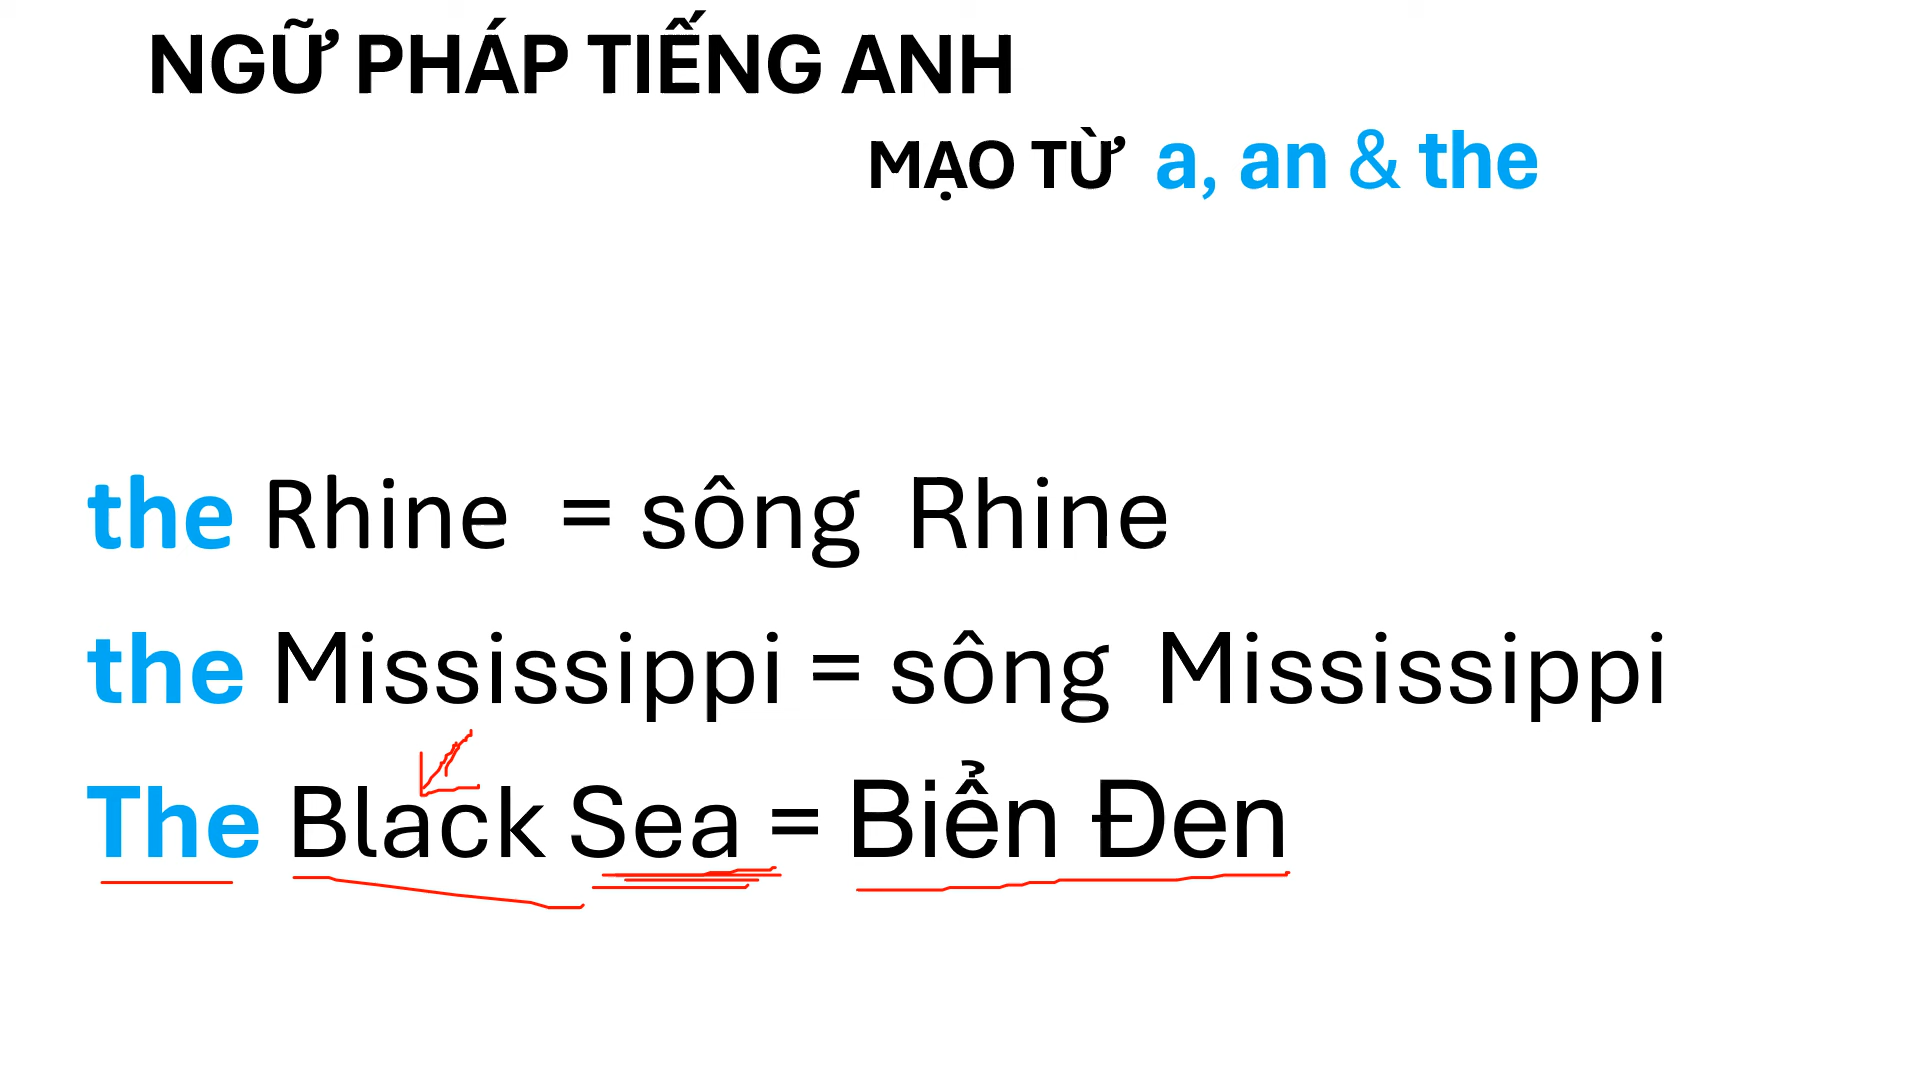 NGỮ PHÁP TIẾNG ANH
MẠO TỪ a, an & the
the Rhine = sông Rhine
the Mississippi = sông Mississippi
The Black Sea = Biển Đen